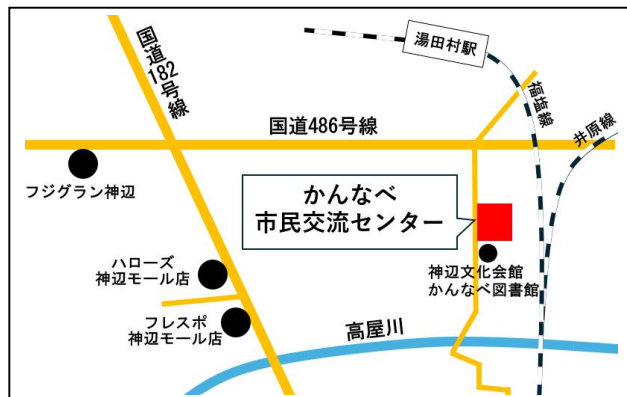 湯田村駅
国道
182
号線
福塩線
国道486号線
井原線
フジグラン神辺
かんなべ
市民交流センター
ハローズ
神辺モール店
神辺文化会館
かんなべ図書館
フレスポ
神辺モール店
高屋川